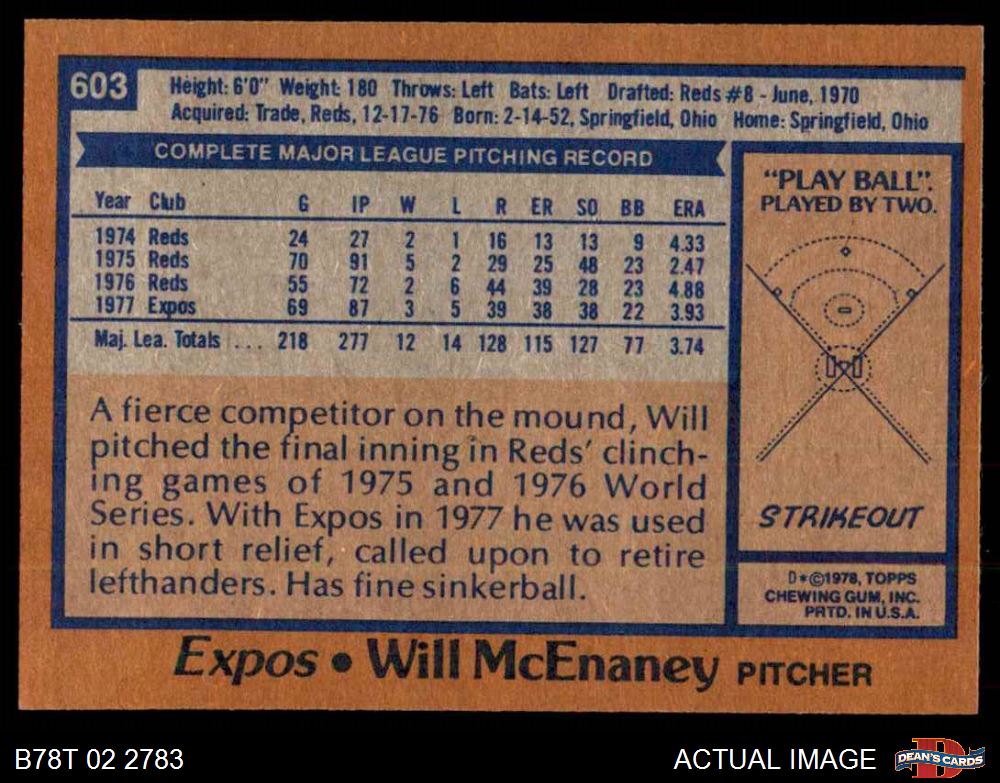 603
Height: 6'0" Weight: 180 Throws: Left Bats: Left Drafted: Reds #8 - June, 1970
Acquired: Trade, Reds, 12-17-76 Born: 2-14-52, Springfield, Ohio Home: Springfield, Ohio
COMPLETE MAJOR LEAGUE PITCHING RECORD
Year Club G IP W L R ER SO BB ERA
1974 Reds 24 27 2 1 16 13 13 9 4.33
1975 Reds 70 91 5 2 29 25 48 23 2.47
1976 Reds 55 72 2 6 44 39 28 23 4.88
1977 Expos 69 87 3 5 39 38 38 22 3.93
Maj. Lea. Totals ... 218 277 12 14 128 115 127 77 3.74
A fierce competitor on the mound, Will
pitched the final inning in Reds' clinch-
ing games of 1975 and 1976 World
Series. With Expos in 1977 he was used
in short relief, called upon to retire
lefthanders. Has fine sinkerball.
"PLAY BALL".
PLAYED BY TWO.
STRIKEOUT
D*©1978, TOPPS
CHEWING GUM, INC.
PRTD. IN U.S.A.
Expos • Will McEnaney PITCHER
B78T 02 2783
ACTUAL IMAGE
D
DEAN'S CARDS